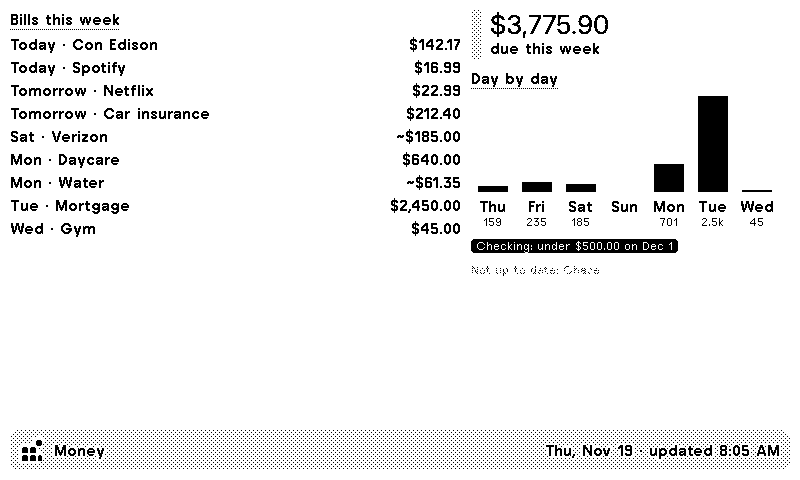 Bills this week
Today · Con Edison $142.17
Today · Spotify $16.99
Tomorrow · Netflix $22.99
Tomorrow · Car insurance $212.40
Sat · Verizon ~$185.00
Mon · Daycare $640.00
Mon · Water ~$61.35
Tue · Mortgage $2,450.00
Wed · Gym $45.00
$3,775.90
due this week
Day by day
Thu Fri Sat Sun Mon Tue Wed
159 235 185 701 2.5k 45
Checking: under $500.00 on Dec 1
Not up to date: Chase
Money
Thu, Nov 19 · updated 8:05 AM